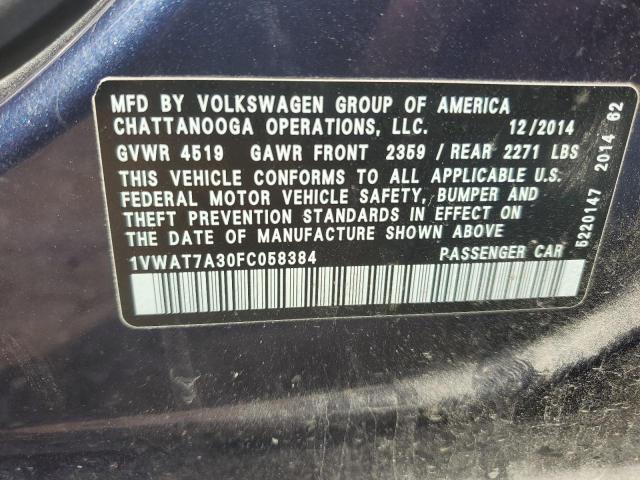 MFD BY VOLKSWAGEN GROUP OF AMERICA
CHATTANOOGA OPERATIONS, LLC. 12/2014
GVWR 4519 GAWR FRONT 2359 / REAR 2271 LBS
THIS VEHICLE CONFORMS TO ALL APPLICABLE U.S.
FEDERAL MOTOR VEHICLE SAFETY, BUMPER AND
THEFT PREVENTION STANDARDS IN EFFECT ON
THE DATE OF MANUFACTURE SHOWN ABOVE
1VWAT7A30FC058384 PASSENGER CAR
5220147 2014 62